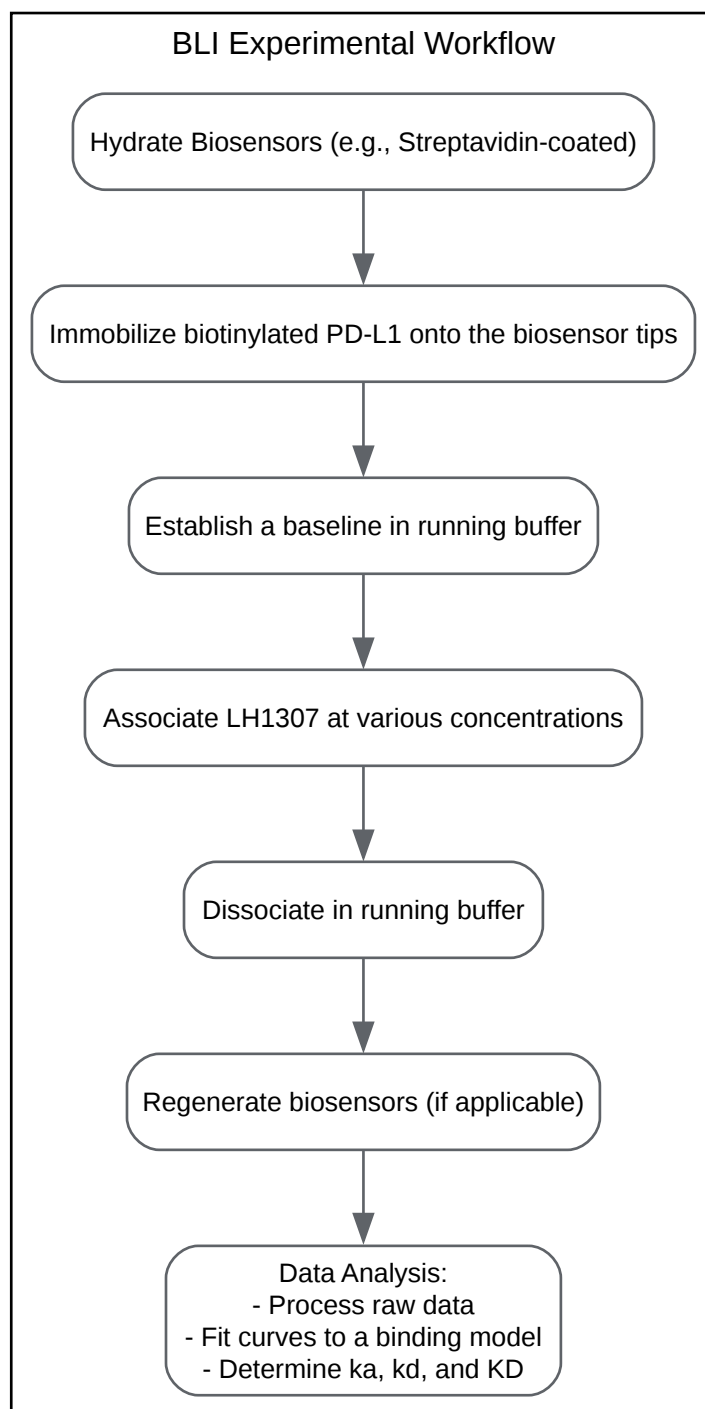 BLI Experimental Workflow
Hydrate Biosensors (e.g., Streptavidin-coated)
Immobilize biotinylated PD-L1 onto the biosensor tips
Establish a baseline in running buffer
Associate LH1307 at various concentrations
Dissociate in running buffer
Regenerate biosensors (if applicable)
Data Analysis:
- Process raw data
- Fit curves to a binding model
- Determine ka, kd, and KD